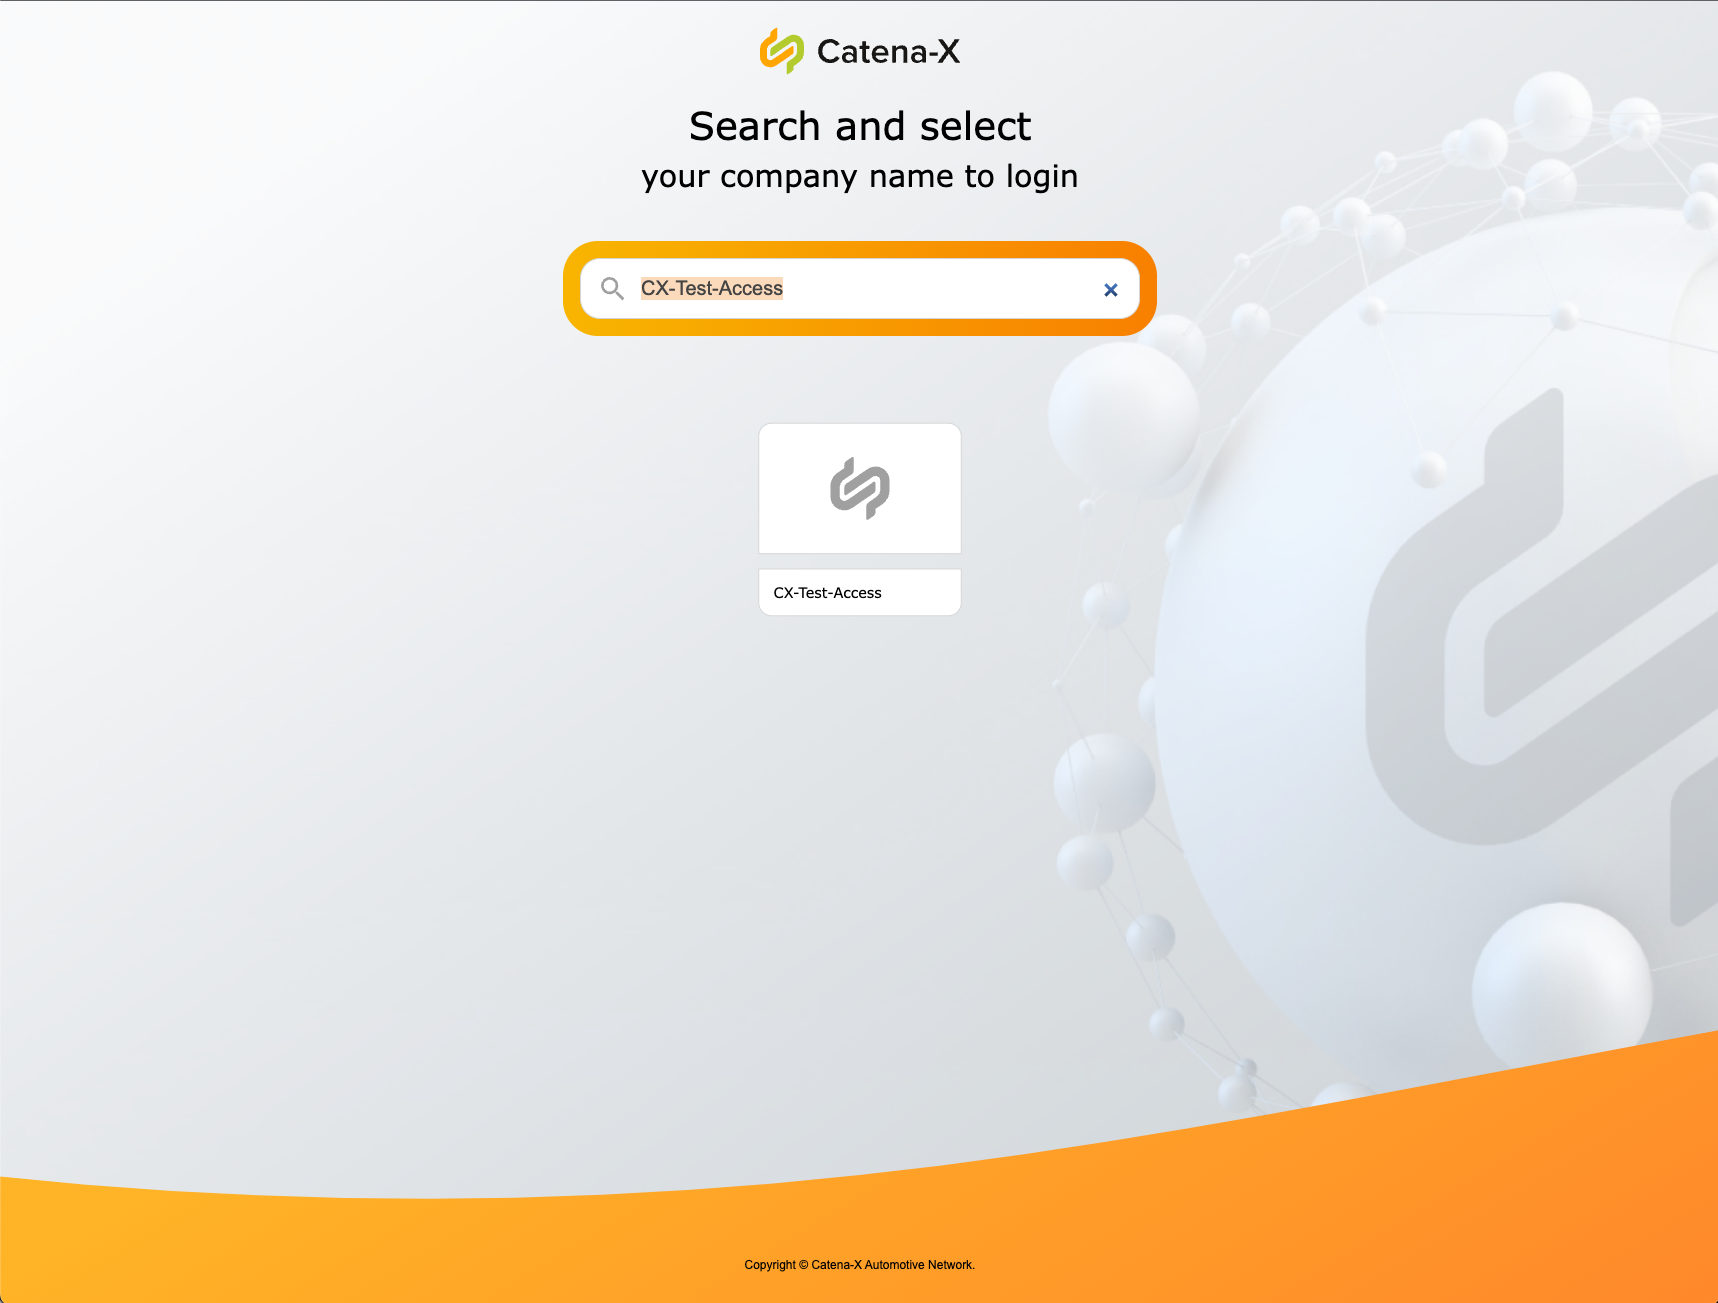 Catena-X
Search and select
your company name to login
CX-Test-Access
CX-Test-Access
Copyright © Catena-X Automotive Network.